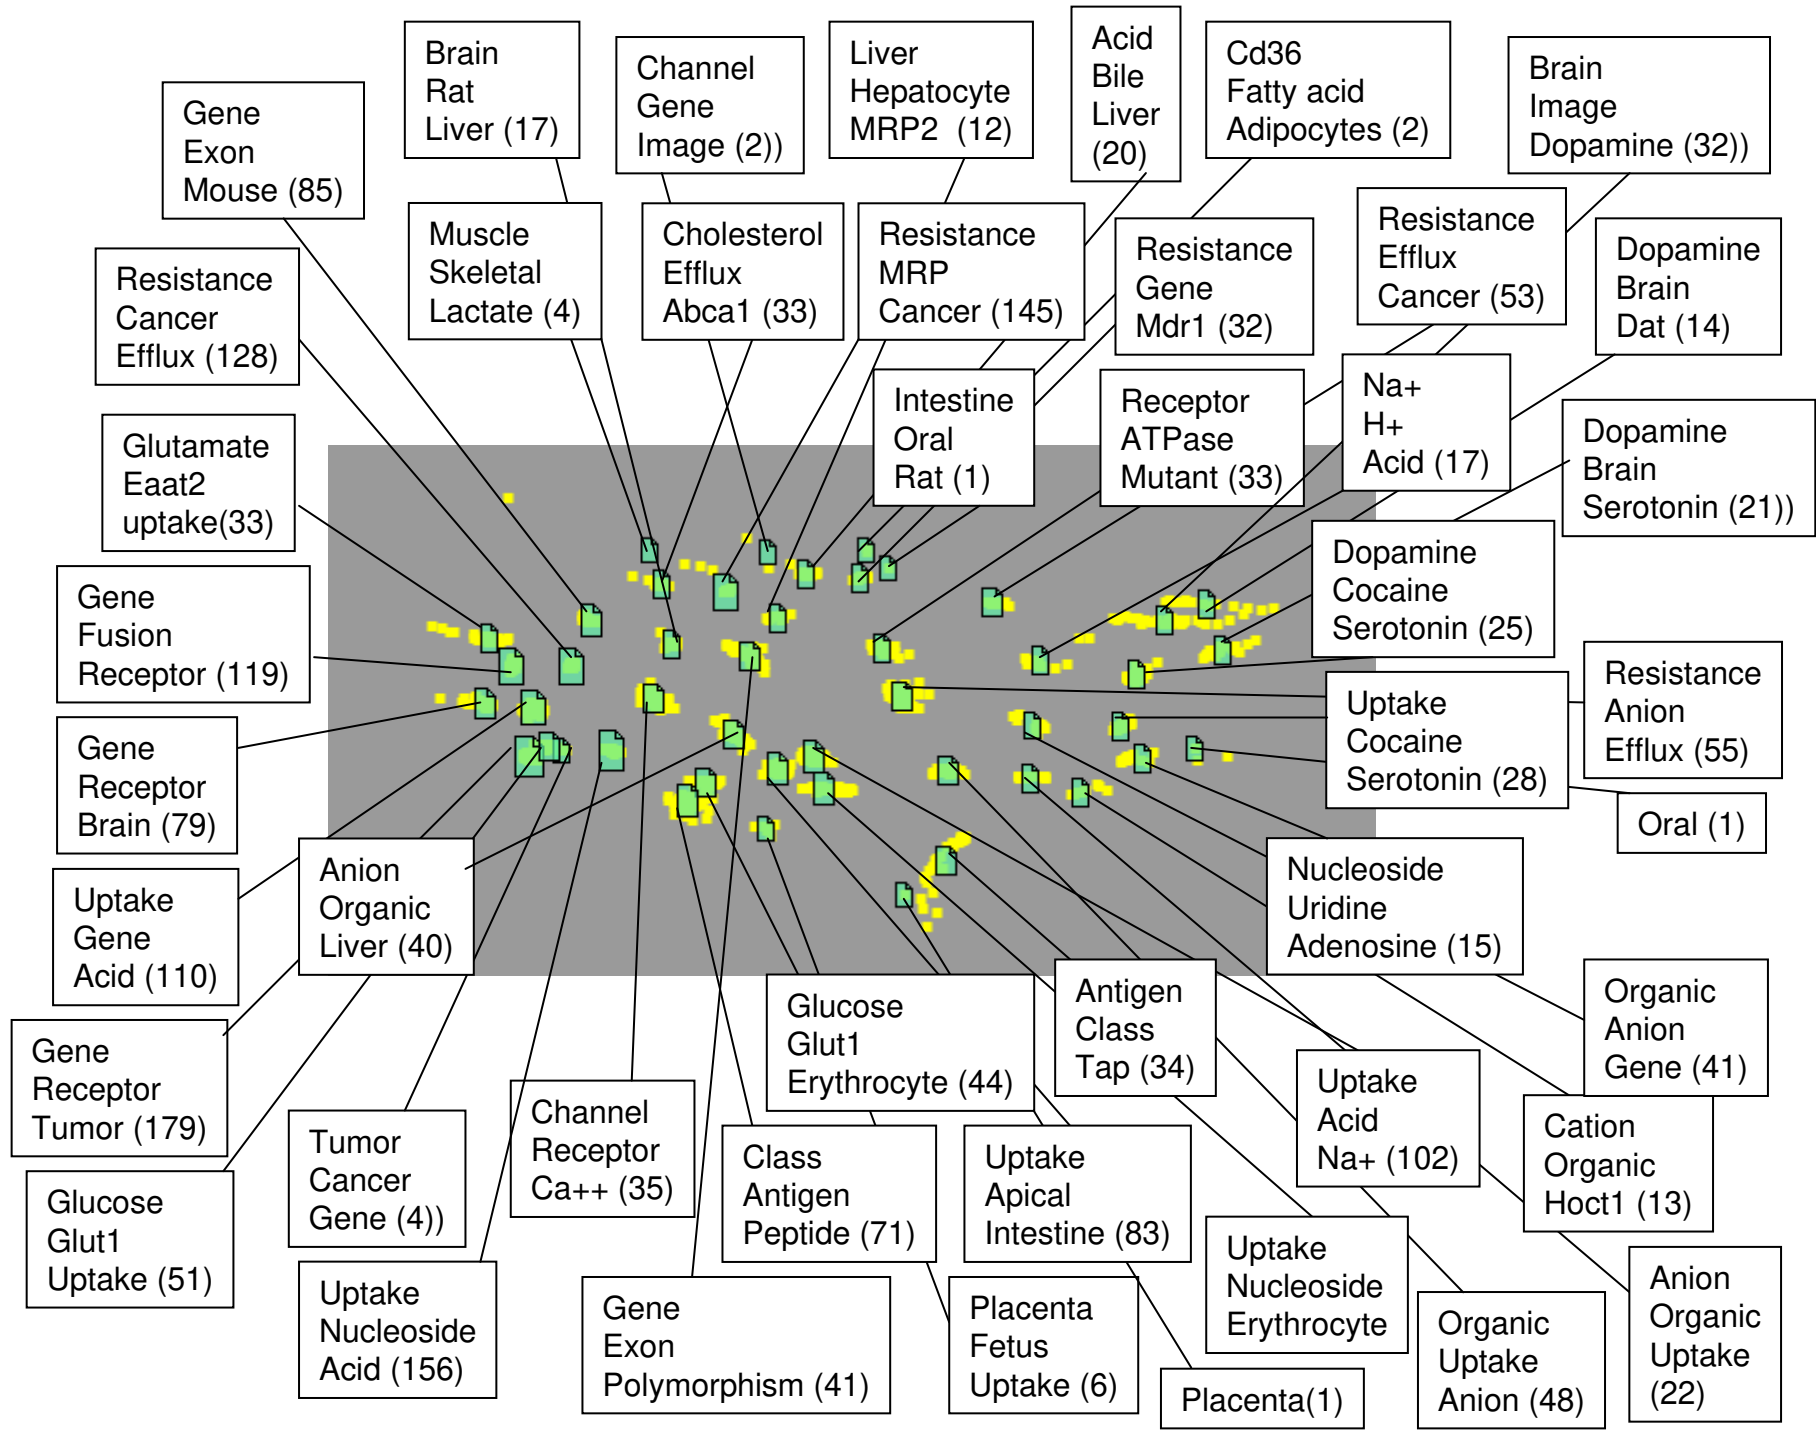 Brain
Rat
Liver (17)
Channel
Gene
Image (2))
Liver
Hepatocyte
MRP2  (12)
Acid
Bile
Liver
(20)
Cd36
Fatty acid
Adipocytes (2)
Brain
Image
Dopamine (32))
Gene
Exon
Mouse (85)
Muscle
Skeletal
Lactate (4)
Cholesterol
Efflux
Abca1 (33)
Resistance
MRP
Cancer (145)
Resistance
Gene
Mdr1 (32)
Resistance
Efflux
Cancer (53)
Dopamine
Brain
Dat (14)
Resistance
Cancer
Efflux (128)
Intestine
Oral
Rat (1)
Receptor
ATPase
Mutant (33)
Na+
H+
Acid (17)
Dopamine
Brain
Serotonin (21))
Glutamate
Eaat2
uptake(33)
Dopamine
Cocaine
Serotonin (25)
Gene
Fusion
Receptor (119)
Uptake
Cocaine
Serotonin (28)
Resistance
Anion
Efflux (55)
Gene
Receptor
Brain (79)
Oral (1)
Anion
Organic
Liver (40)
Nucleoside
Uridine
Adenosine (15)
Uptake
Gene
Acid (110)
Glucose
Glut1
Erythrocyte (44)
Antigen
Class
Tap (34)
Organic
Anion
Gene (41)
Gene
Receptor
Tumor (179)
Uptake
Acid
Na+ (102)
Cation
Organic
Hoct1 (13)
Tumor
Cancer
Gene (4))
Channel
Receptor
Ca++ (35)
Class
Antigen
Peptide (71)
Uptake
Apical
Intestine (83)
Glucose
Glut1
Uptake (51)
Uptake
Nucleoside
Erythrocyte
Anion
Organic
Uptake
(22)
Uptake
Nucleoside
Acid (156)
Gene
Exon
Polymorphism (41)
Placenta
Fetus
Uptake (6)
Placenta(1)
Organic
Uptake
Anion (48)